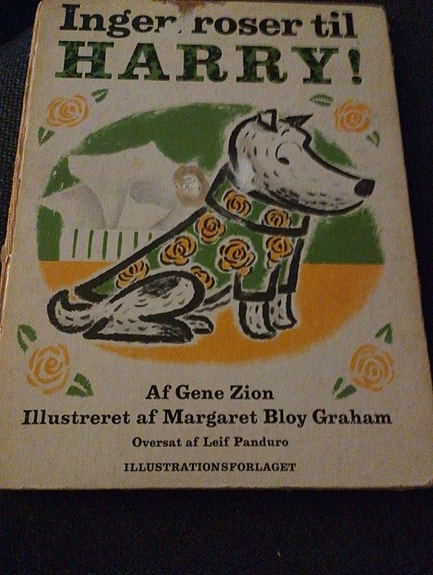 Ingen roser til
HARRY!
Af Gene Zion
Illustreret af Margaret Bloy Graham
Oversat af Leif Panduro
ILLUSTRATIONSFORLAGET